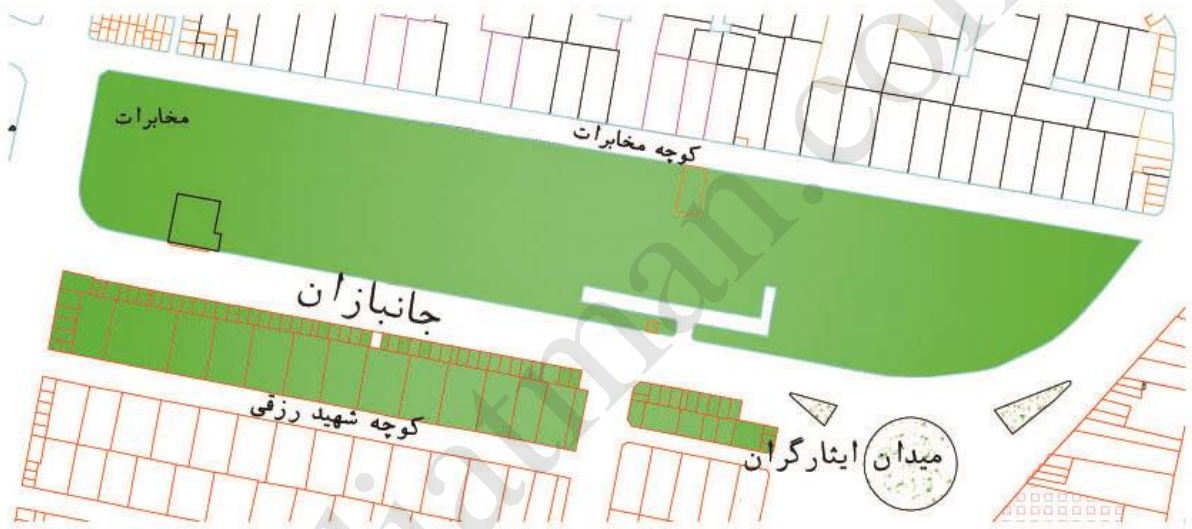 مخابرات
کوچه مخابرات
جانبازان
کوچه شهید رزقی
میدان ایثارگران